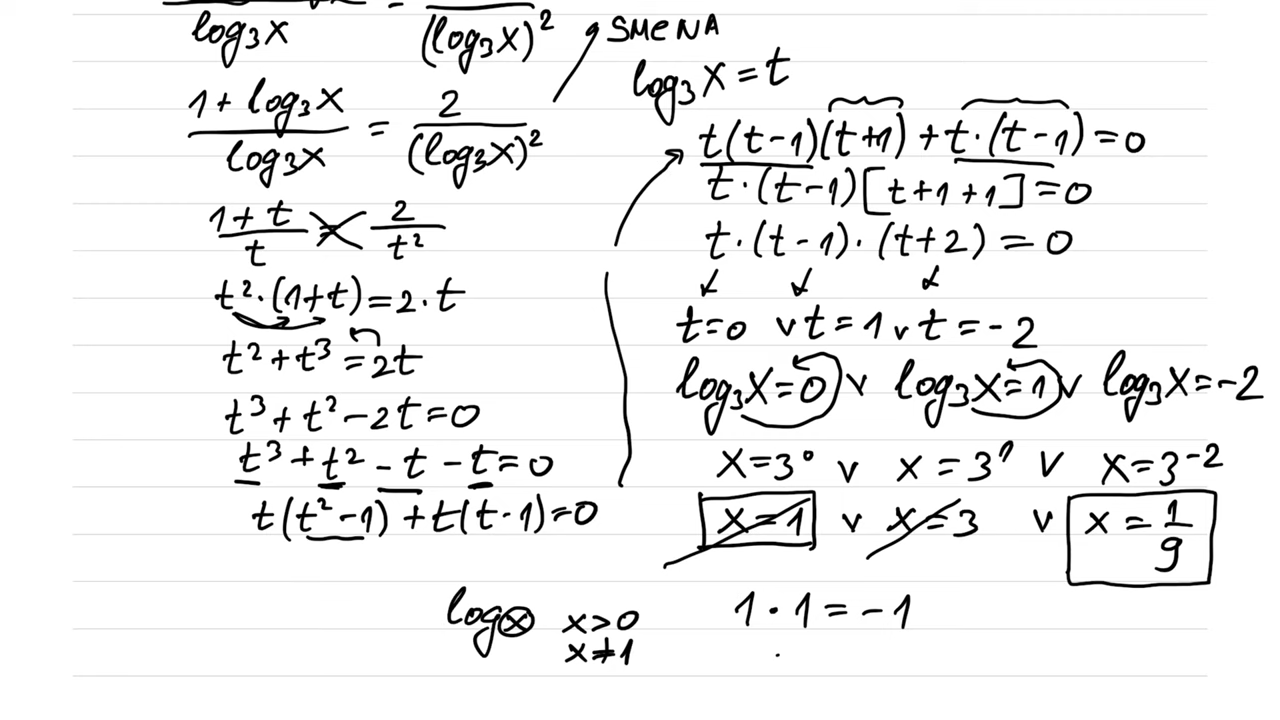 log₃x = (log₃x)²
(1 + log₃x)/(log₃x) = 2/(log₃x)²
(1+t)/t = 2/t²
t²·(1+t)=2·t
t²+t³=2t
t³+t²-2t=0
t³+t²-t-t=0
t(t²-1)+t(t-1)=0
SMENA
log₃x=t
t(t-1)(t+1)+t·(t-1)=0
t·(t-1)[t+1+1]=0
t·(t-1)·(t+2)=0
t=0 v t=1 v t=-2
log₃x=0 v log₃x=1 v log₃x=-2
x=3⁰ v x=3¹ v x=3⁻²
x=1 v x=3 v x=1/9
logx x>0
x≠1
1·1=-1